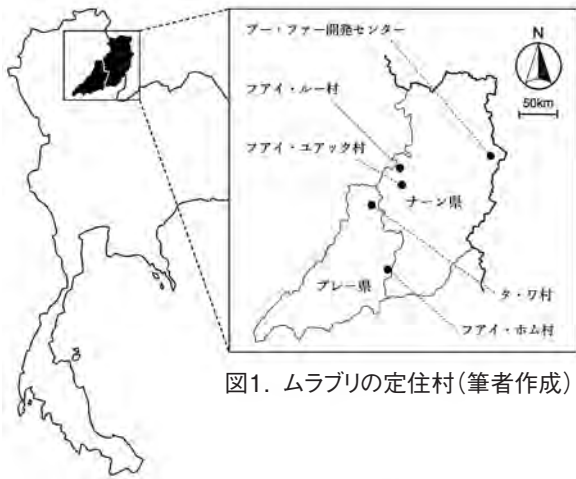 プー・ファー開発センター
フアイ・ルー村
フアイ・ユアック村
ナーン県
プレー県
タ・ワ村
フアイ・ホム村
N
50km
図1. ムラブリの定住村(筆者作成)